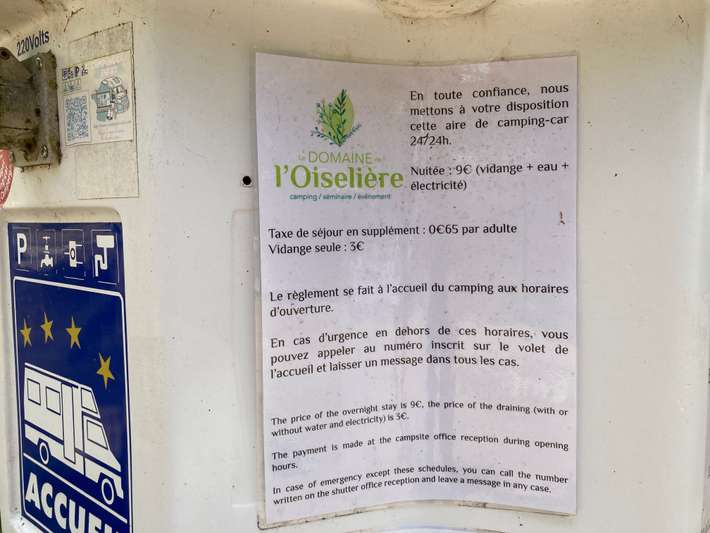 220Volts
En toute confiance, nous
mettons à votre disposition
cette aire de camping-car
24/24h.
DOMAINE
l'Oiselière
camping / séminaire / événement
Nuitée : 9€ (vidange + eau +
électricité)
Taxe de séjour en supplément : 0€65 par adulte
Vidange seule : 3€
Le règlement se fait à l'accueil du camping aux horaires
d'ouverture.
En cas d'urgence en dehors de ces horaires, vous
pouvez appeler au numéro inscrit sur le volet de
l'accueil et laisser un message dans tous les cas.
The price of the overnight stay is 9€, the price of the draining (with or
without water and electricity) is 3€.
The payment is made at the campsite office reception during opening
hours.
In case of emergency except these schedules, you can call the number
written on the shutter office reception and leave a message in any case.
P
ACCUEI